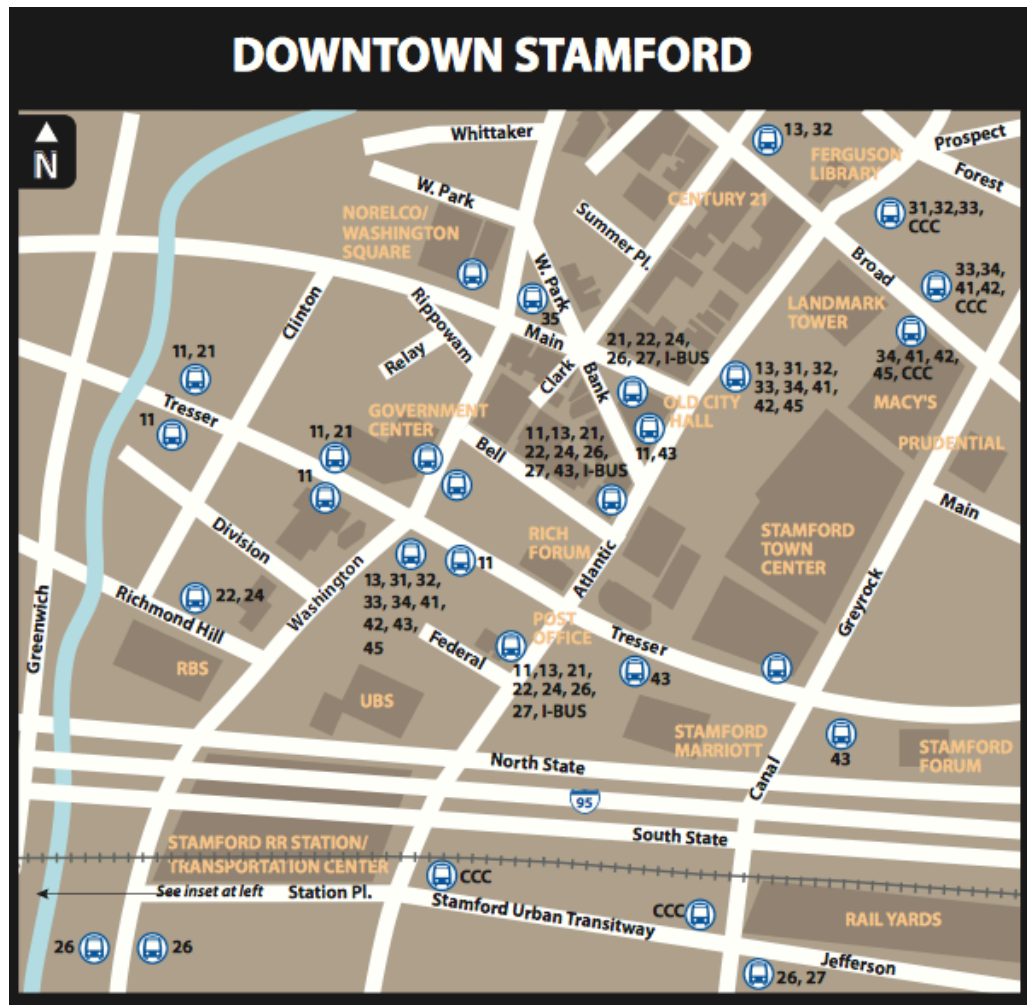 DOWNTOWN STAMFORD
N
Whittaker
13, 32
Prospect
FERGUSON
LIBRARY
Forest
W. Park
CENTURY 21
NORELCO/
WASHINGTON
SQUARE
Summer Pl.
31,32,33,
CCC
Broad
W. Park
33,34,
41,42,
CCC
Clinton
Rippowam
35
Main
LANDMARK
TOWER
21, 22, 24,
26, 27, I-BUS
34, 41, 42,
45, CCC
11, 21
Relay
Clark
Bank
13, 31, 32,
33, 34, 41,
42, 45
MACY'S
Tresser
11
GOVERNMENT
CENTER
OLD CITY
HALL
11, 21
Bell
11,13, 21,
22, 24, 26,
27, 43, I-BUS
11, 43
PRUDENTIAL
11
Main
Division
RICH
FORUM
STAMFORD
TOWN
CENTER
11
Atlantic
13, 31, 32,
33, 34, 41,
42, 43,
45
Washington
22, 24
Richmond Hill
Greyrock
Greenwich
POST
OFFICE
Federal
Tresser
RBS
11,13, 21,
22, 24, 26,
27, I-BUS
43
UBS
STAMFORD
MARRIOTT
43
STAMFORD
FORUM
North State
Canal
95
South State
STAMFORD RR STATION/
TRANSPORTATION CENTER
CCC
See inset at left
Station Pl.
Stamford Urban Transitway
CCC
RAIL YARDS
26
26
Jefferson
26, 27